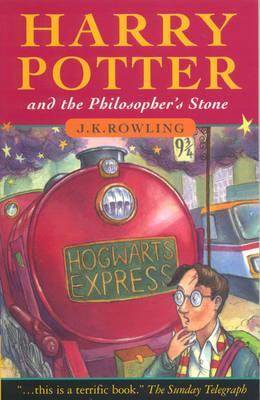 HARRY
POTTER
and the Philosopher's Stone
J.K.ROWLING
9¾
HOGWARTS
EXPRESS
"...this is a terrific book." The Sunday Telegraph